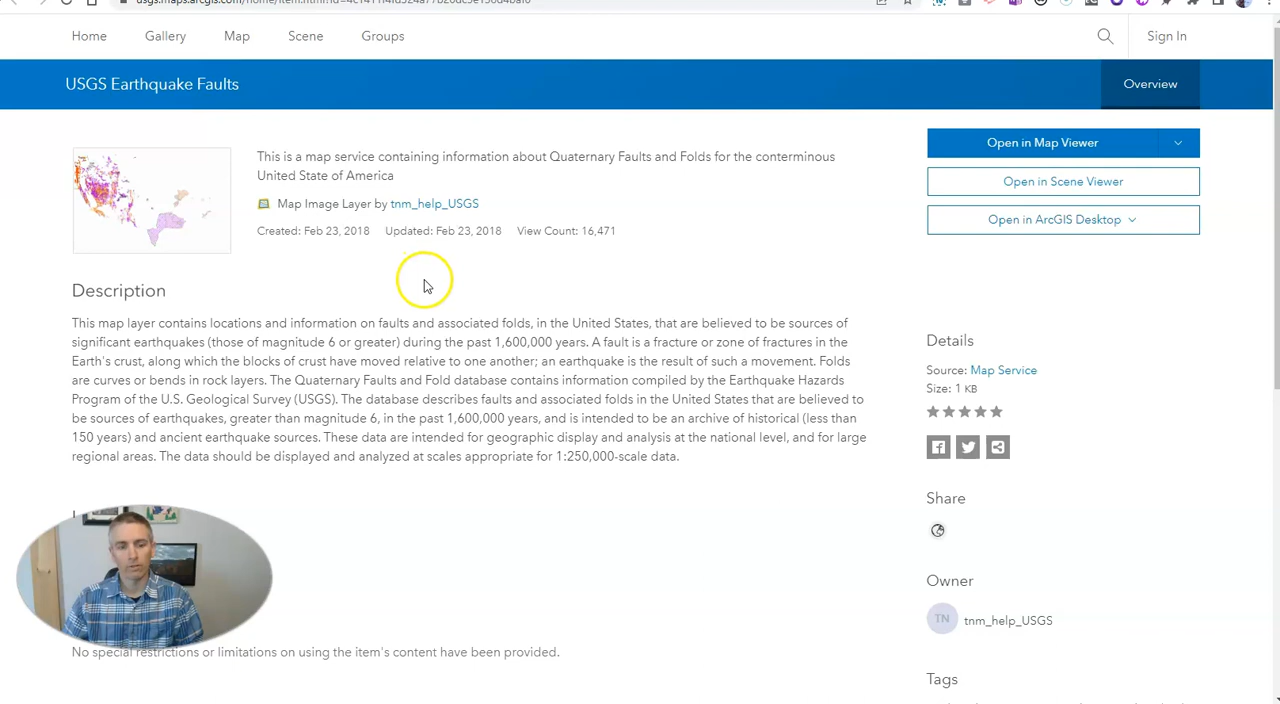 Home Gallery Map Scene Groups Sign In
USGS Earthquake Faults Overview
This is a map service containing information about Quaternary Faults and Folds for the conterminous
United State of America
Map Image Layer by tnm_help_USGS
Created: Feb 23, 2018 Updated: Feb 23, 2018 View Count: 16,471
Open in Map Viewer
Open in Scene Viewer
Open in ArcGIS Desktop
Description
This map layer contains locations and information on faults and associated folds, in the United States, that are believed to be sources of
significant earthquakes (those of magnitude 6 or greater) during the past 1,600,000 years. A fault is a fracture or zone of fractures in the
Earth's crust, along which the blocks of crust have moved relative to one another; an earthquake is the result of such a movement. Folds
are curves or bends in rock layers. The Quaternary Faults and Fold database contains information compiled by the Earthquake Hazards
Program of the U.S. Geological Survey (USGS). The database describes faults and associated folds in the United States that are believed to
be sources of earthquakes, greater than magnitude 6, in the past 1,600,000 years, and is intended to be an archive of historical (less than
150 years) and ancient earthquake sources. These data are intended for geographic display and analysis at the national level, and for large
regional areas. The data should be displayed and analyzed at scales appropriate for 1:250,000-scale data.
No special restrictions or limitations on using the item's content have been provided.
Details
Source: Map Service
Size: 1 KB
Share
Owner
TN tnm_help_USGS
Tags